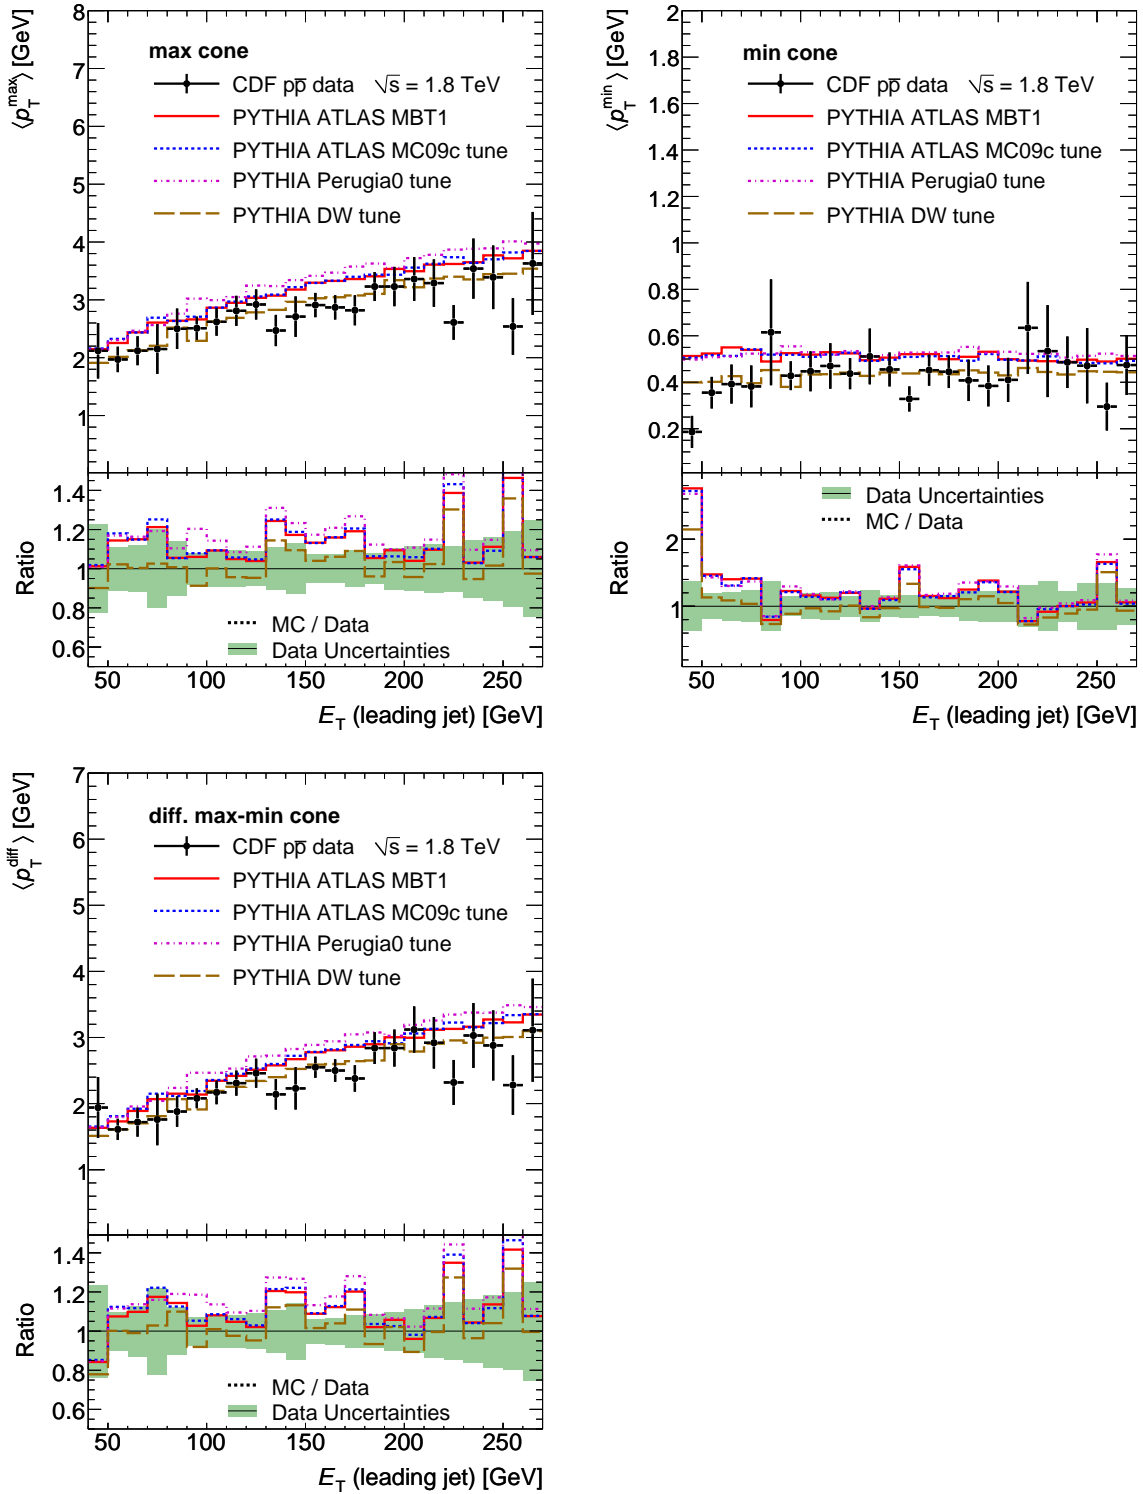 ⟨p_T^max⟩ [GeV]
8
7
6
5
4
3
2
1
max cone
CDF pp̅ data √s = 1.8 TeV
PYTHIA ATLAS MBT1
PYTHIA ATLAS MC09c tune
PYTHIA Perugia0 tune
PYTHIA DW tune
Ratio
1.4
1.2
1
0.8
0.6
MC / Data
Data Uncertainties
50 100 150 200 250
E_T (leading jet) [GeV]
⟨p_T^min⟩ [GeV]
2
1.8
1.6
1.4
1.2
1
0.8
0.6
0.4
0.2
min cone
CDF pp̅ data √s = 1.8 TeV
PYTHIA ATLAS MBT1
PYTHIA ATLAS MC09c tune
PYTHIA Perugia0 tune
PYTHIA DW tune
Ratio
2
1
Data Uncertainties
MC / Data
50 100 150 200 250
E_T (leading jet) [GeV]
⟨p_T^diff⟩ [GeV]
7
6
5
4
3
2
1
diff. max-min cone
CDF pp̅ data √s = 1.8 TeV
PYTHIA ATLAS MBT1
PYTHIA ATLAS MC09c tune
PYTHIA Perugia0 tune
PYTHIA DW tune
Ratio
1.4
1.2
1
0.8
0.6
MC / Data
Data Uncertainties
50 100 150 200 250
E_T (leading jet) [GeV]